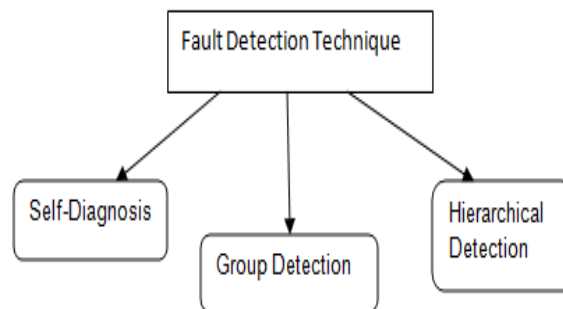 Fault Detection Technique
Self-Diagnosis
Group Detection
Hierarchical
Detection